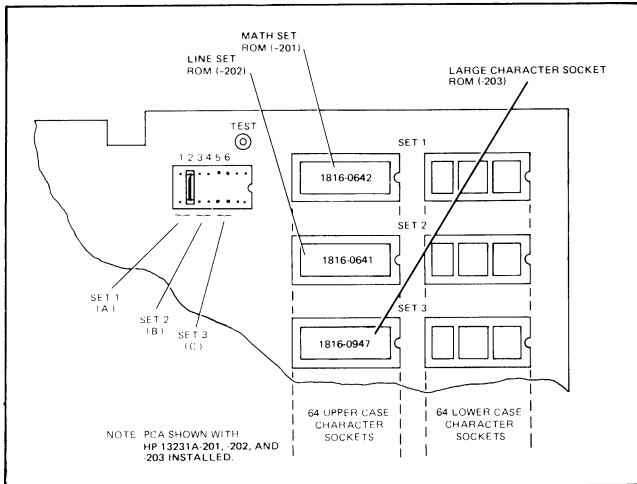 MATH SET
ROM (-201)
LINE SET
ROM (-202)
LARGE CHARACTER SOCKET
ROM (-203)
TEST
1 2 3 4 5 6
SET 1
1816-0642
SET 2
1816-0641
SET 3
1816-0947
SET 1
(A)
SET 2
(B)
SET 3
(C)
64 UPPER CASE
CHARACTER
SOCKETS
64 LOWER CASE
CHARACTER
SOCKETS
NOTE PCA SHOWN WITH
HP 13231A-201, -202, AND
-203 INSTALLED.